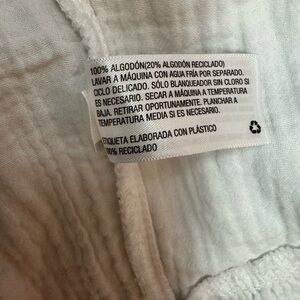 100% ALGODÓN(20% ALGODÓN RECICLADO)
LAVAR A MÁQUINA CON AGUA FRÍA POR SEPARADO.
CICLO DELICADO. SÓLO BLANQUEADOR SIN CLORO SI
ES NECESARIO. SECAR A MÁQUINA A TEMPERATURA
BAJA. RETIRAR OPORTUNAMENTE. PLANCHAR A
TEMPERATURA MEDIA SI ES NECESARIO.
ETIQUETA ELABORADA CON PLÁSTICO
100% RECICLADO